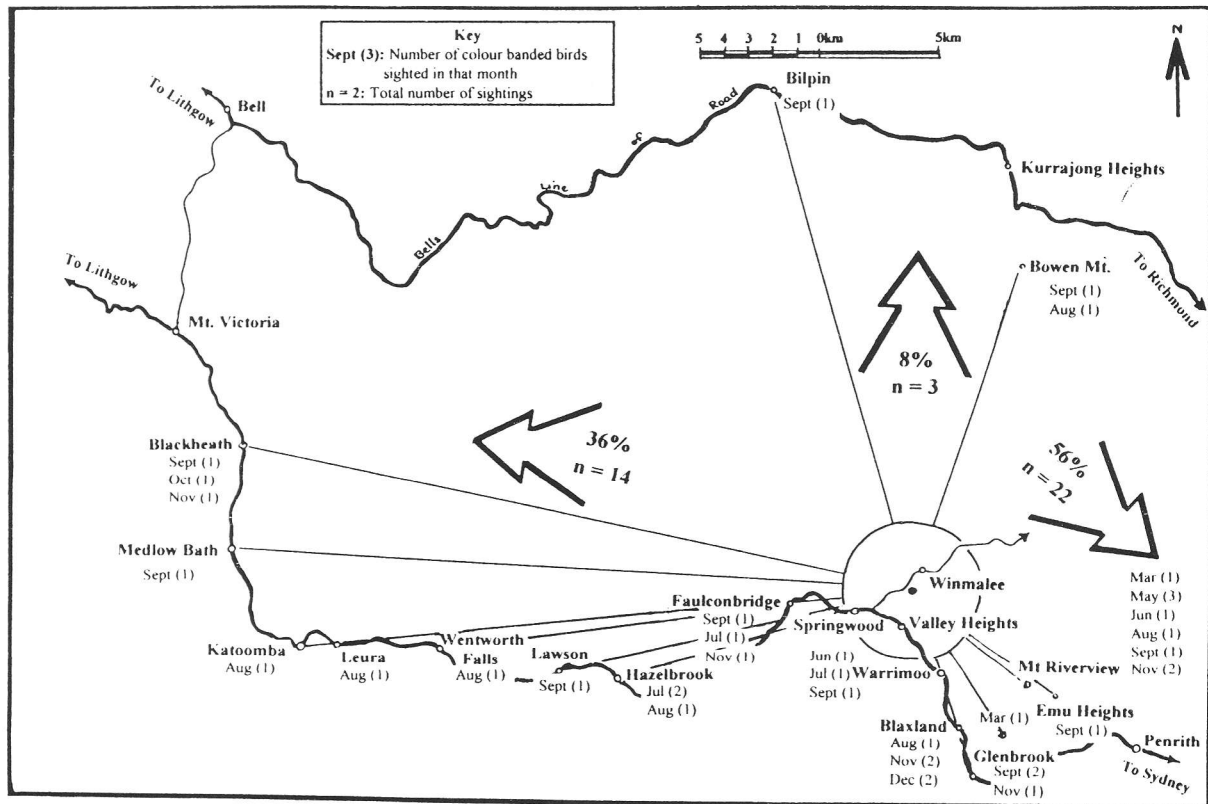 Key
Sept (3): Number of colour banded birds
sighted in that month
n = 2: Total number of sightings
5 4 3 2 1 0km 5km
N
To Lithgow
Bell
Bells Line of Road
Bilpin
Sept (1)
Kurrajong Heights
To Richmond
Bowen Mt.
Sept (1)
Aug (1)
To Lithgow
Mt. Victoria
8%
n = 3
36%
n = 14
56%
n = 22
Blackheath
Sept (1)
Oct (1)
Nov (1)
Medlow Bath
Sept (1)
Katoomba
Aug (1)
Leura
Aug (1)
Wentworth
Falls
Aug (1)
Lawson
Sept (1)
Hazelbrook
Jul (2)
Aug (1)
Faulconbridge
Sept (1)
Jul (1)
Nov (1)
Springwood
Winmalee
Valley Heights
Jun (1)
Jul (1)
Sept (1)
Warrimoo
Mar (1)
May (3)
Jun (1)
Aug (1)
Sept (1)
Nov (2)
Mt Riverview
Mar (1)
Emu Heights
Sept (1)
Blaxland
Aug (1)
Nov (2)
Dec (2)
Glenbrook
Sept (2)
Nov (1)
Penrith
To Sydney